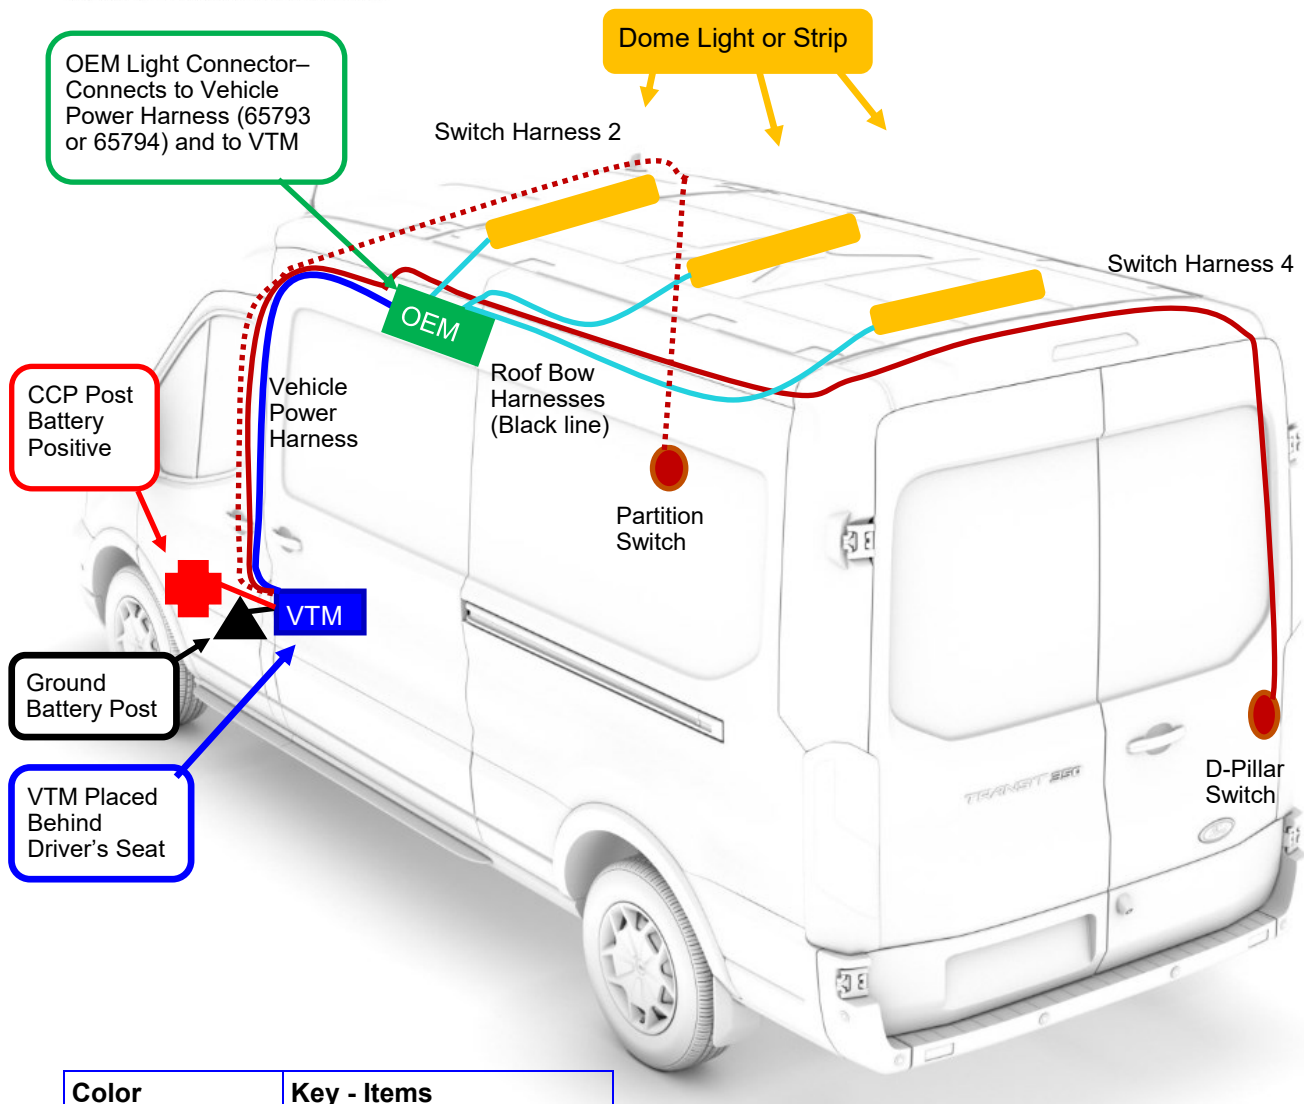 Dome Light or Strip
OEM Light Connector–
Connects to Vehicle
Power Harness (65793
or 65794) and to VTM
Switch Harness 2
Switch Harness 4
OEM
CCP Post
Battery
Positive
Vehicle
Power
Harness
Roof Bow
Harnesses
(Black line)
Partition
Switch
VTM
Ground
Battery Post
VTM Placed
Behind
Driver's Seat
D-Pillar
Switch
TRANSIT 350
Color Key - Items